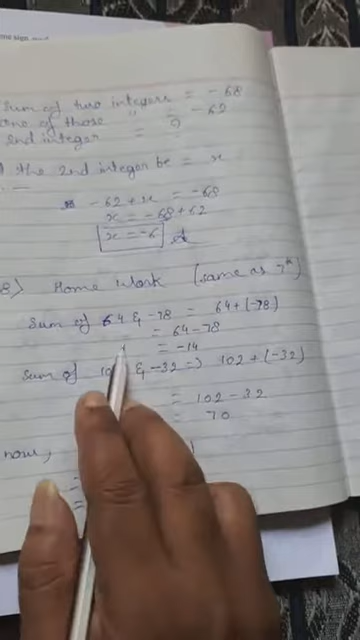 Sum of two integers = -68
one of those " = -62
2nd integer = ?
the 2nd integer be = x
-62 + x = -68
x = -68 + 62
x = -6 A
8) Home Work (same as 7th)
Sum of 64 & -78 = 64 + (-78)
= 64 - 78
= -14
Sum of 10 & -32 => 102 + (-32)
= 102 - 32
= 70
now,
=
=